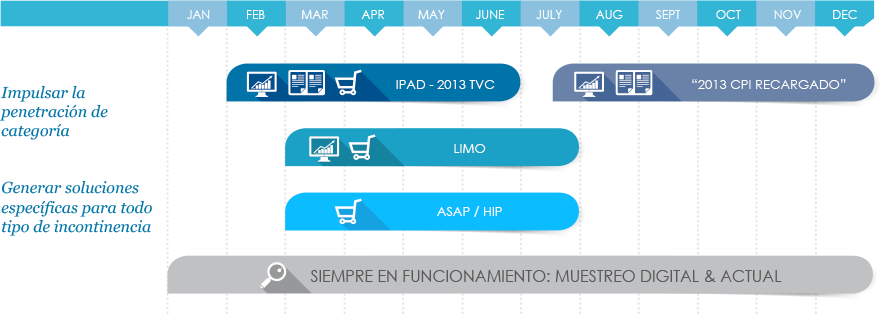 JAN FEB MAR APR MAY JUNE JULY AUG SEPT OCT NOV DEC
IPAD - 2013 TVC
“2013 CPI RECARGADO”
Impulsar la
penetración de
categoría
LIMO
Generar soluciones
específicas para todo
tipo de incontinencia
ASAP / HIP
SIEMPRE EN FUNCIONAMIENTO: MUESTREO DIGITAL & ACTUAL